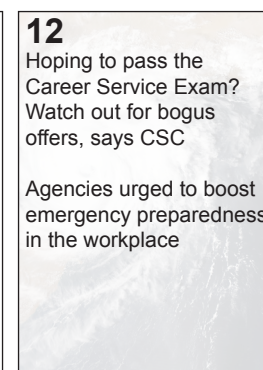 12
Hoping to pass the
Career Service Exam?
Watch out for bogus
offers, says CSC
Agencies urged to boost
emergency preparedness
in the workplace